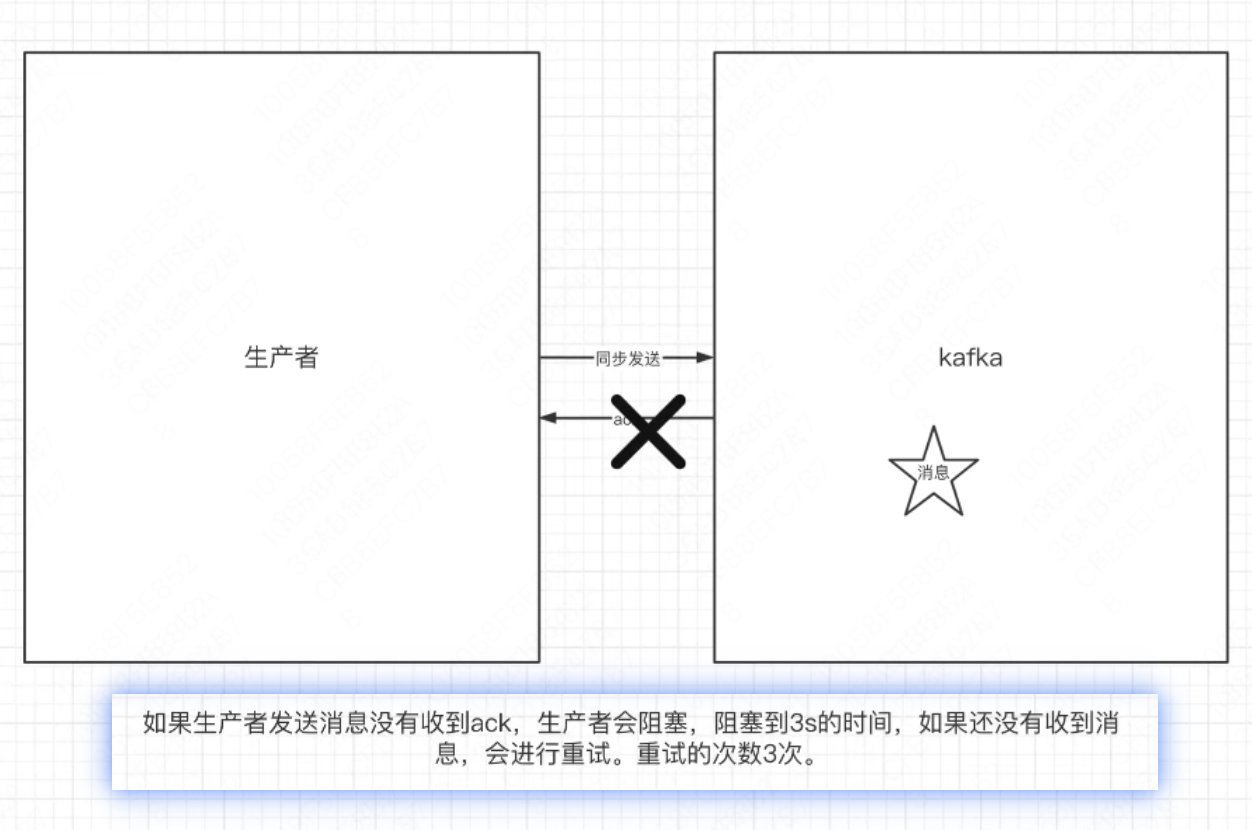 生产者
同步发送
kafka
消息
如果生产者发送消息没有收到ack，生产者会阻塞，阻塞到3s的时间，如果还没有收到消
息，会进行重试。重试的次数3次。